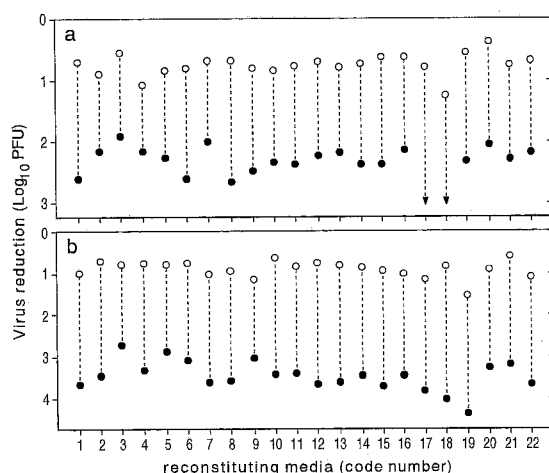 a
0
1
2
3
Virus reduction (Log10 PFU)
b
0
1
2
3
4
1 2 3 4 5 6 7 8 9 10 11 12 13 14 15 16 17 18 19 20 21 22
reconstituting media (code number)